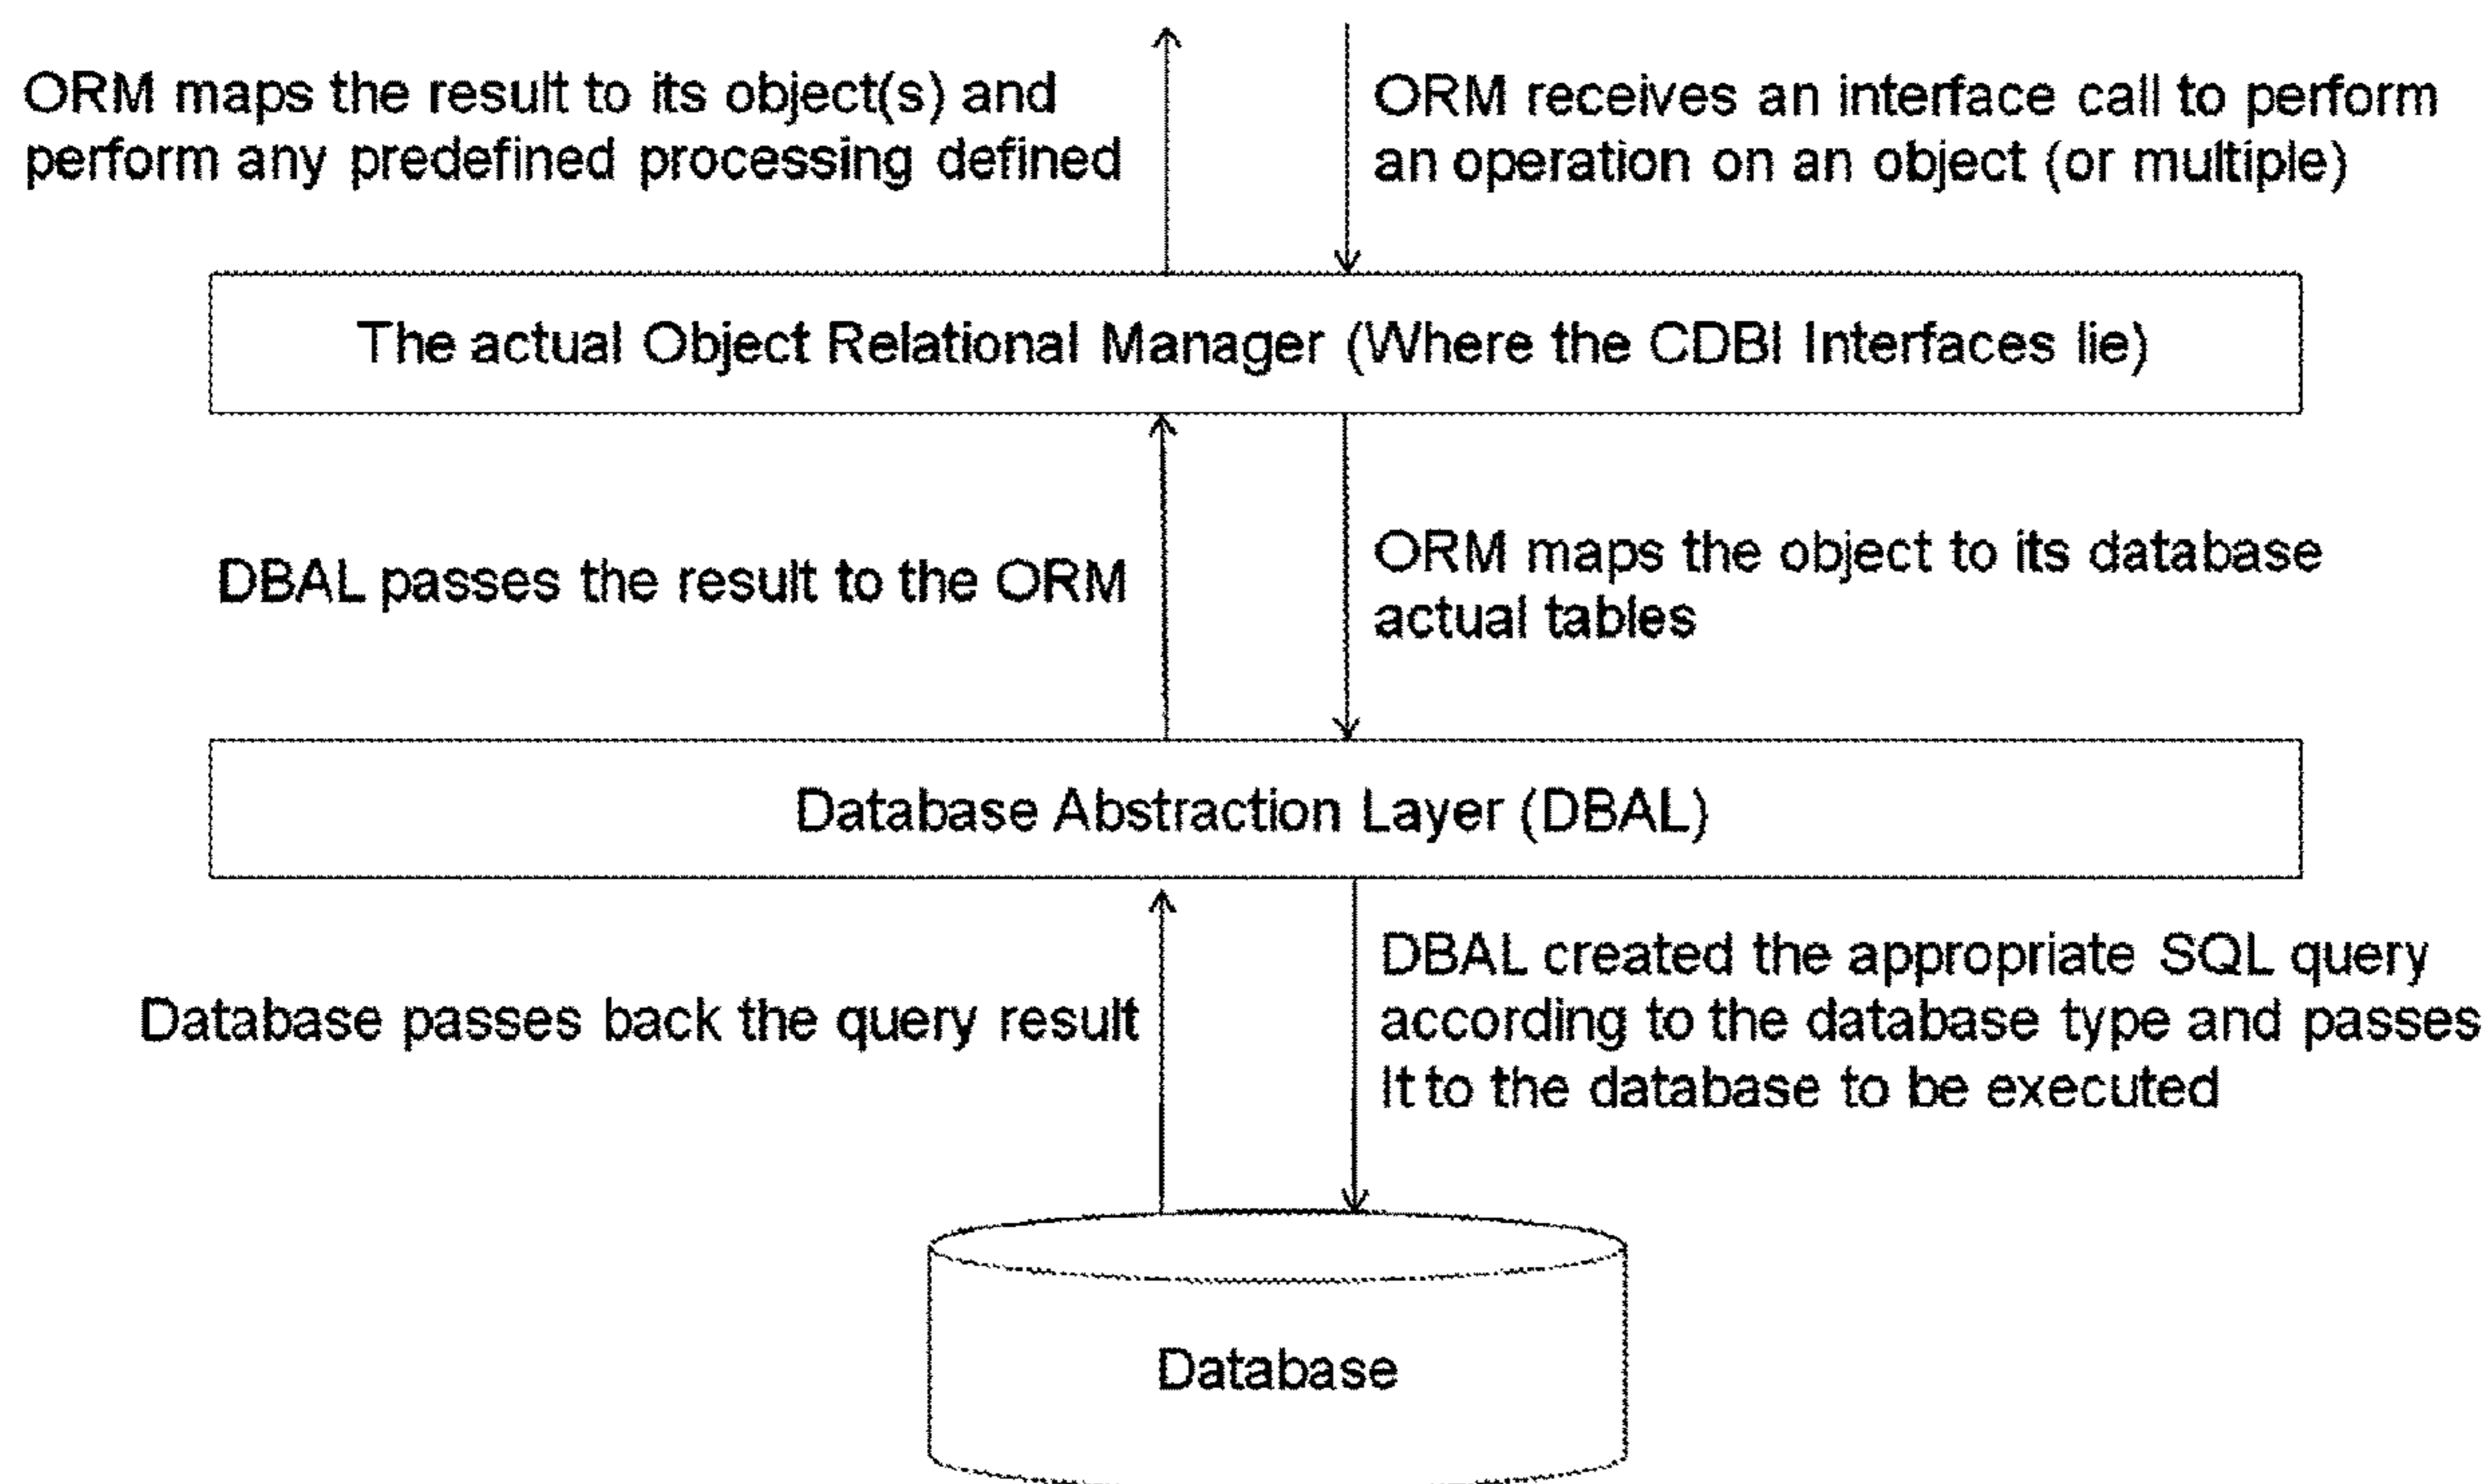 ORM maps the result to its object(s) and
perform any predefined processing defined
ORM receives an interface call to perform
an operation on an object (or multiple)
The actual Object Relational Manager (Where the CDBI Interfaces lie)
DBAL passes the result to the ORM
ORM maps the object to its database
actual tables
Database Abstraction Layer (DBAL)
Database passes back the query result
DBAL created the appropriate SQL query
according to the database type and passes
It to the database to be executed
Database